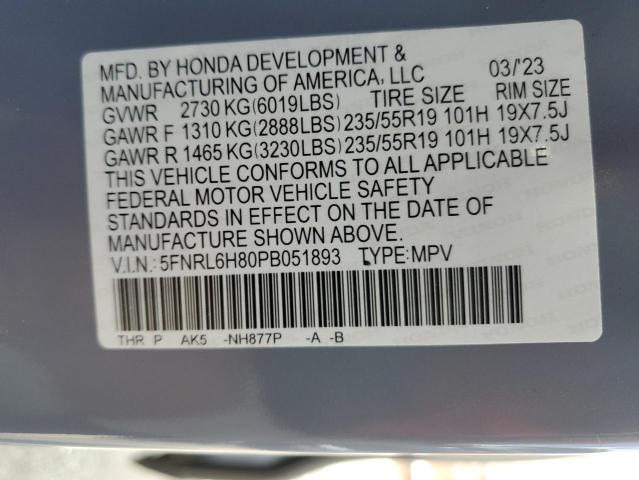 MFD. BY HONDA DEVELOPMENT &
MANUFACTURING OF AMERICA, LLC 03/'23
GVWR 2730 KG(6019LBS) TIRE SIZE RIM SIZE
GAWR F 1310 KG(2888LBS) 235/55R19 101H 19X7.5J
GAWR R 1465 KG(3230LBS) 235/55R19 101H 19X7.5J
THIS VEHICLE CONFORMS TO ALL APPLICABLE
FEDERAL MOTOR VEHICLE SAFETY
STANDARDS IN EFFECT ON THE DATE OF
MANUFACTURE SHOWN ABOVE.
V.I.N.: 5FNRL6H80PB051893 TYPE: MPV
THR P AK5 -NH877P -A -B